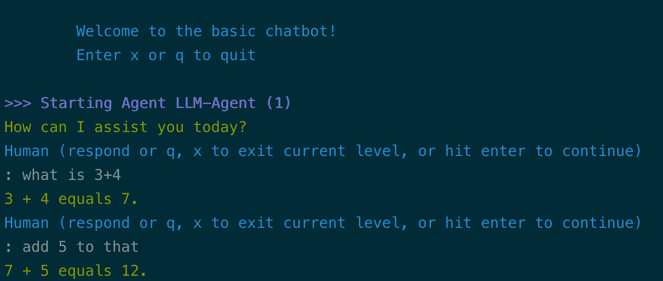 Welcome to the basic chatbot!
Enter x or q to quit
>>> Starting Agent LLM-Agent (1)
How can I assist you today?
Human (respond or q, x to exit current level, or hit enter to continue)
: what is 3+4
3 + 4 equals 7.
Human (respond or q, x to exit current level, or hit enter to continue)
: add 5 to that
7 + 5 equals 12.